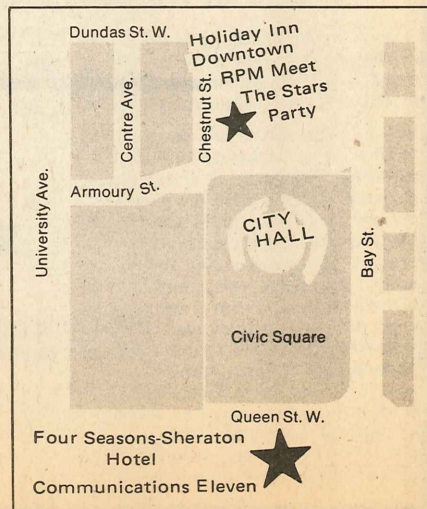 Dundas St. W.
Holiday Inn
Downtown
RPM Meet
The Stars
Party
Centre Ave.
Chestnut St.
University Ave.
Armoury St.
CITY
HALL
Bay St.
Civic Square
Queen St. W.
Four Seasons-Sheraton
Hotel
Communications Eleven